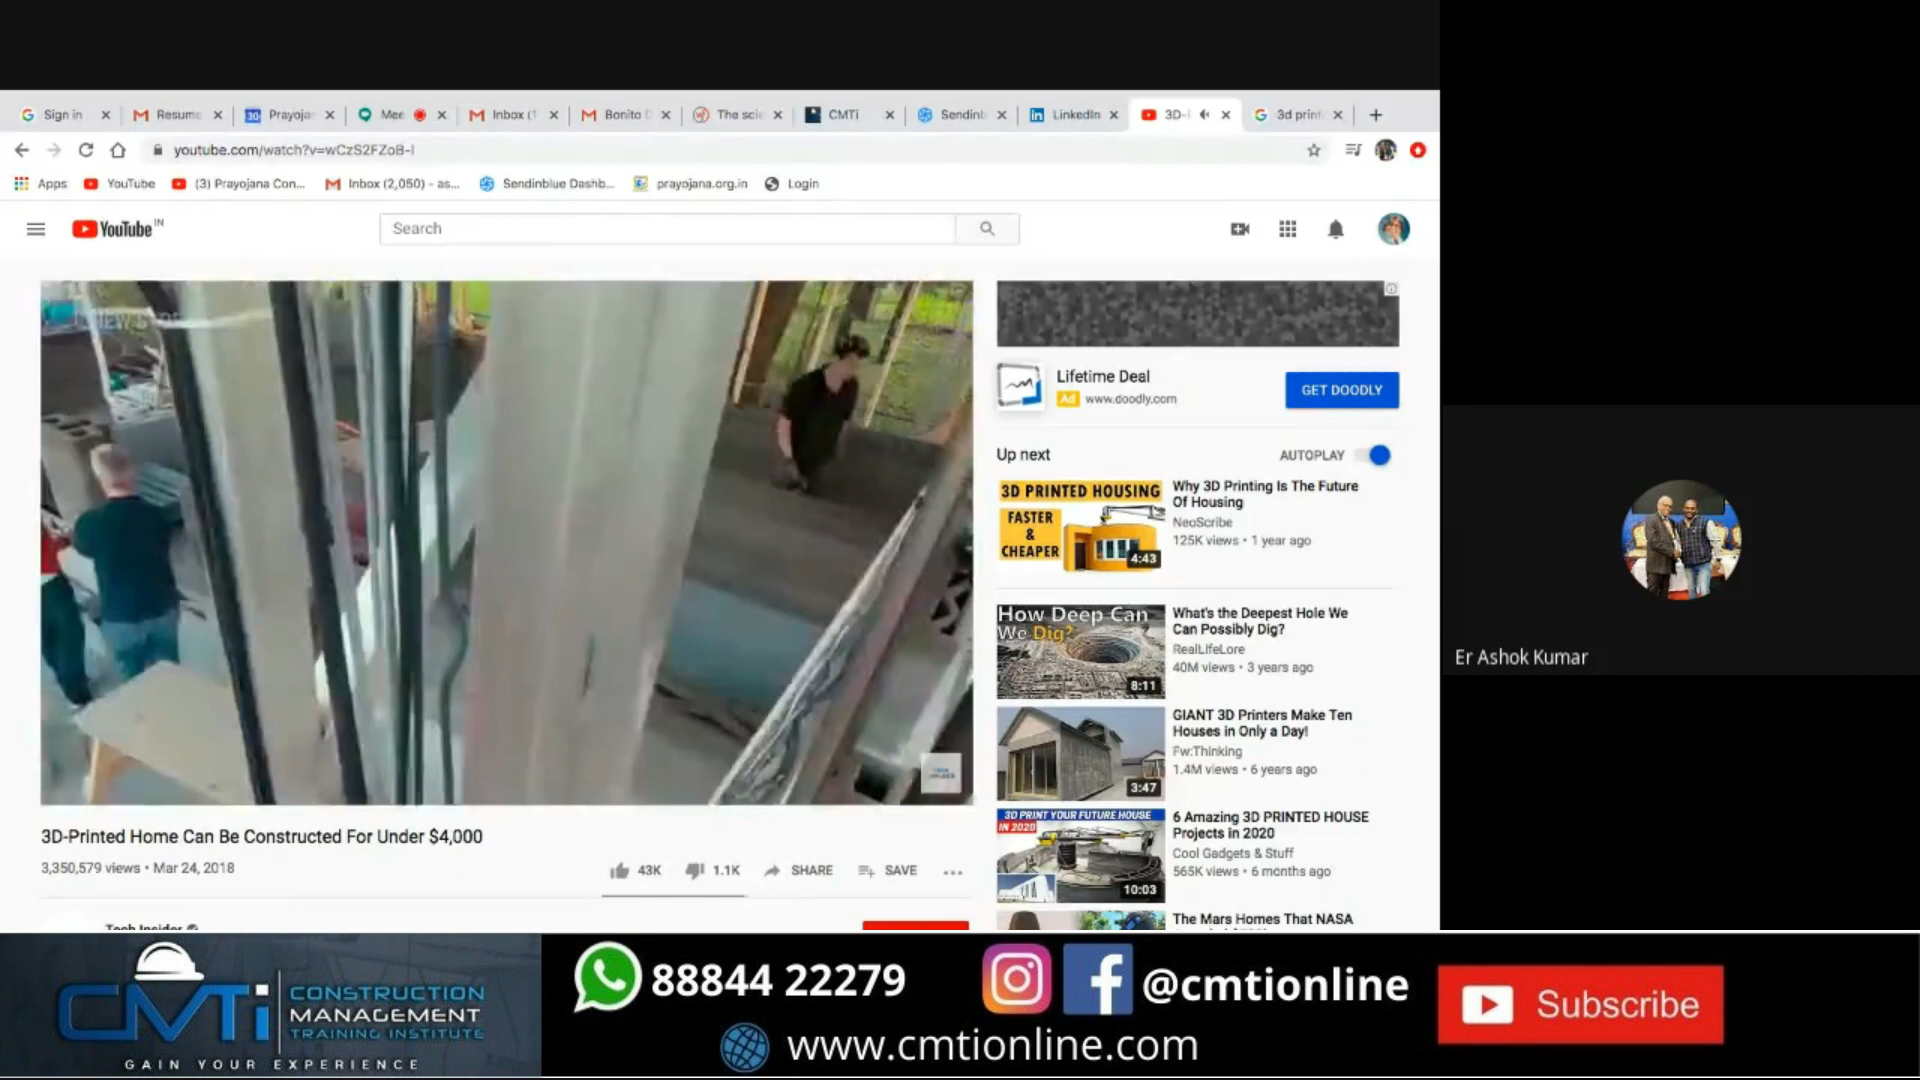 Sign in
Resume
Prayoja
Mee
Inbox (1
Bonito D
The scie
CMTi
Sendinb
LinkedIn
3D-
3d print
youtube.com/watch?v=wCzS2FZoB-I
Apps
YouTube
(3) Prayojana Con...
Inbox (2,050) - as...
Sendinblue Dashb...
prayojana.org.in
Login
YouTube IN
Search
Lifetime Deal
Ad www.doodly.com
GET DOODLY
Up next
AUTOPLAY
3D PRINTED HOUSING
FASTER
&
CHEAPER
4:43
Why 3D Printing Is The Future
Of Housing
NeoScribe
125K views • 1 year ago
How Deep Can
We Dig?
8:11
What's the Deepest Hole We
Can Possibly Dig?
RealLifeLore
40M views • 3 years ago
3:47
GIANT 3D Printers Make Ten
Houses in Only a Day!
Fw:Thinking
1.4M views • 6 years ago
3D PRINT YOUR FUTURE HOUSE
IN 2020
10:03
6 Amazing 3D PRINTED HOUSE
Projects in 2020
Cool Gadgets & Stuff
565K views • 6 months ago
The Mars Homes That NASA
3D-Printed Home Can Be Constructed For Under $4,000
3,350,579 views • Mar 24, 2018
43K
1.1K
SHARE
SAVE
Tech Insider
Er Ashok Kumar
CMTi
CONSTRUCTION
MANAGEMENT
TRAINING INSTITUTE
GAIN YOUR EXPERIENCE
88844 22279
@cmtionline
www.cmtionline.com
Subscribe